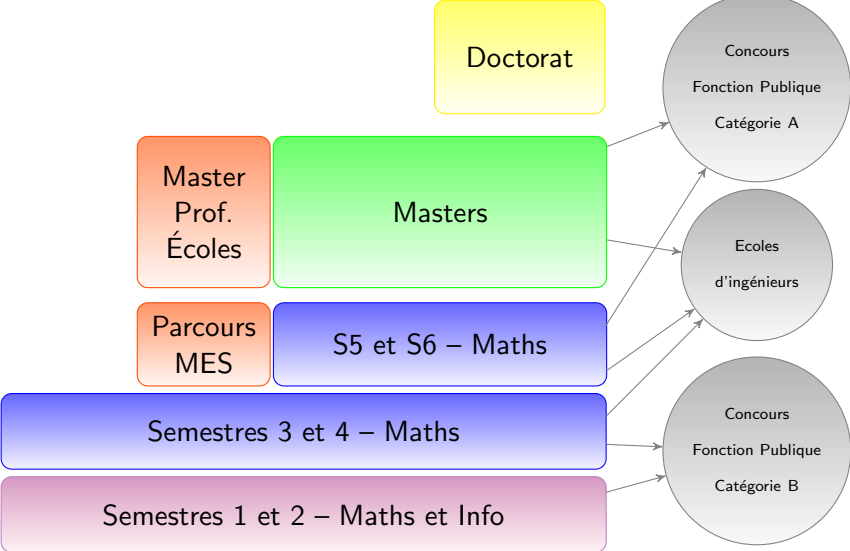 Doctorat
Concours
Fonction Publique
Catégorie A
Master
Prof.
Écoles
Masters
Ecoles
d'ingénieurs
Parcours
MES
S5 et S6 – Maths
Semestres 3 et 4 – Maths
Concours
Fonction Publique
Catégorie B
Semestres 1 et 2 – Maths et Info